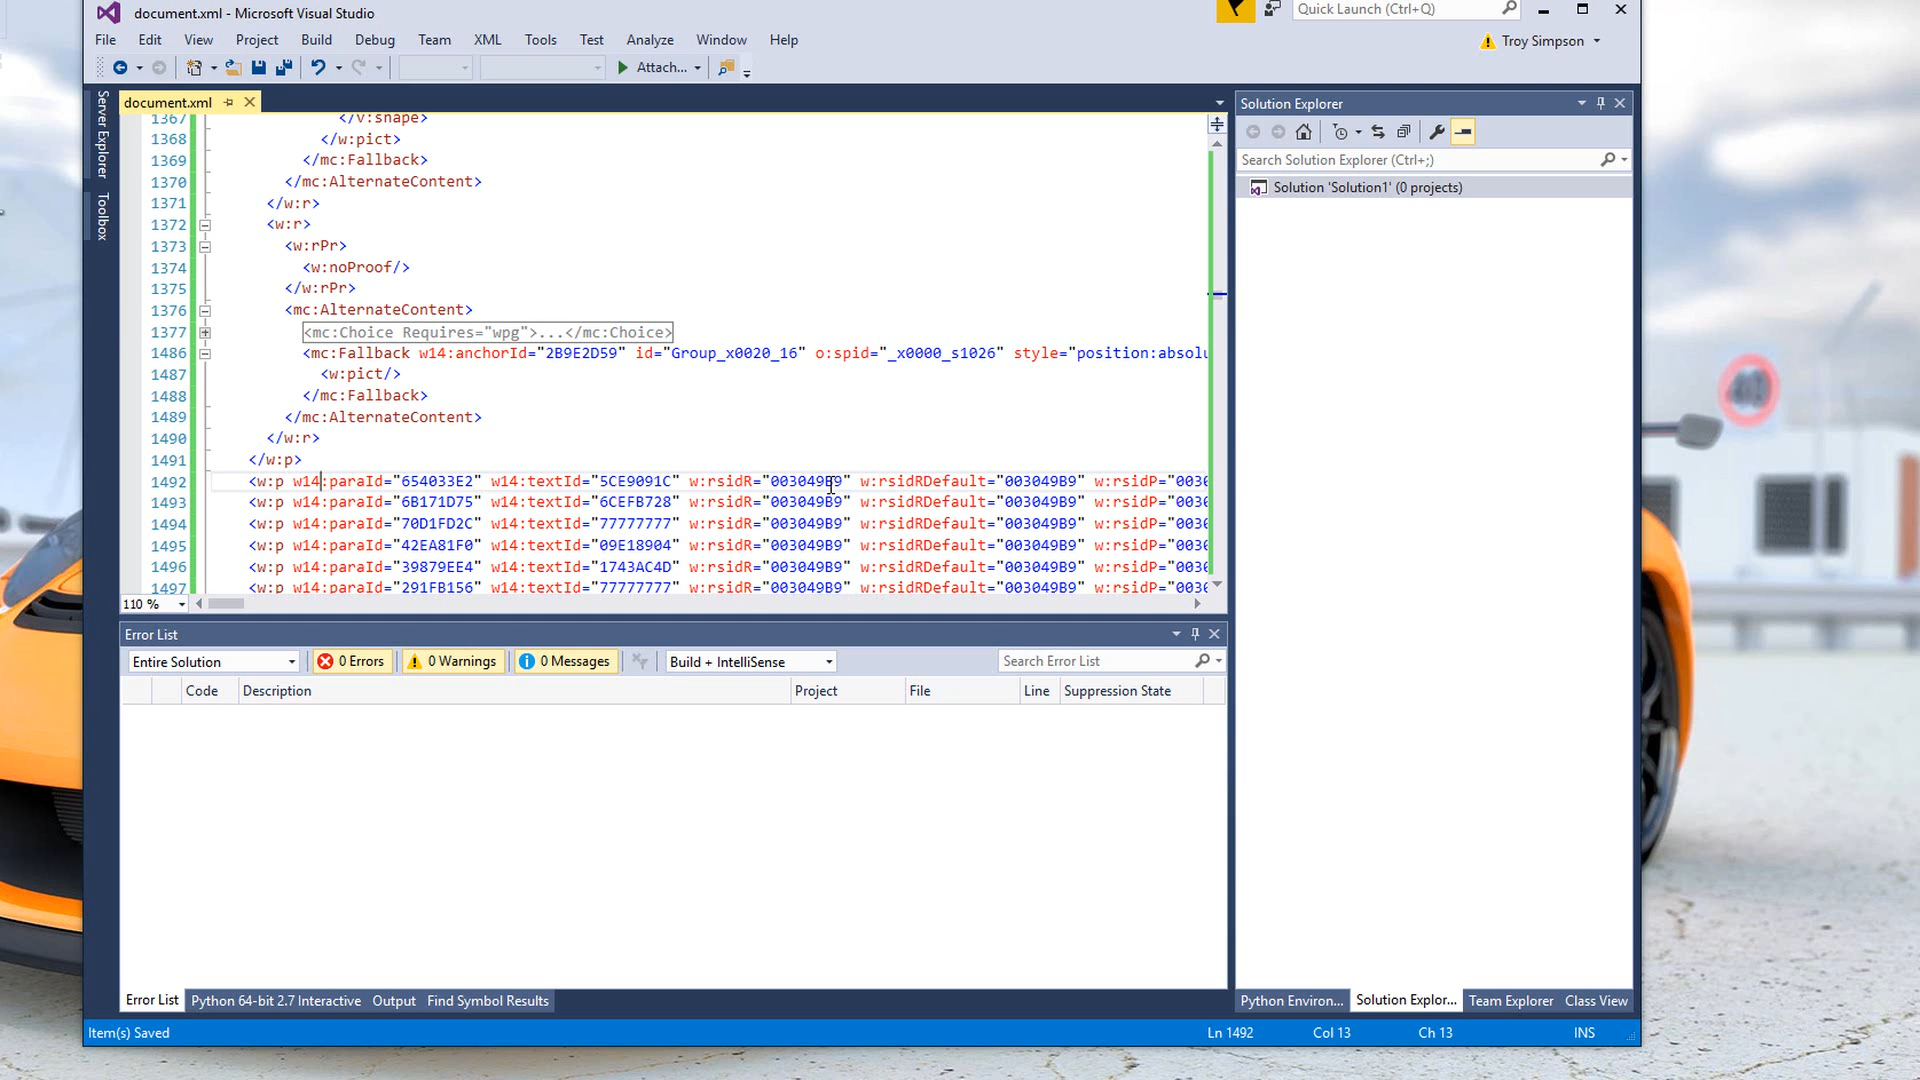 document.xml - Microsoft Visual Studio
Quick Launch (Ctrl+Q)
File Edit View Project Build Debug Team XML Tools Test Analyze Window Help
Troy Simpson
Attach...
Server Explorer
Toolbox
document.xml
1367 </v:shape>
1368 </w:pict>
1369 </mc:Fallback>
1370 </mc:AlternateContent>
1371 </w:r>
1372 <w:r>
1373 <w:rPr>
1374 <w:noProof/>
1375 </w:rPr>
1376 <mc:AlternateContent>
1377 <mc:Choice Requires="wpg">...</mc:Choice>
1486 <mc:Fallback w14:anchorId="2B9E2D59" id="Group_x0020_16" o:spid="_x0000_s1026" style="position:absolu
1487 <w:pict/>
1488 </mc:Fallback>
1489 </mc:AlternateContent>
1490 </w:r>
1491 </w:p>
1492 <w:p w14:paraId="654033E2" w14:textId="5CE9091C" w:rsidR="003049B9" w:rsidRDefault="003049B9" w:rsidP="0030
1493 <w:p w14:paraId="6B171D75" w14:textId="6CEFB728" w:rsidR="003049B9" w:rsidRDefault="003049B9" w:rsidP="0030
1494 <w:p w14:paraId="70D1FD2C" w14:textId="77777777" w:rsidR="003049B9" w:rsidRDefault="003049B9" w:rsidP="0030
1495 <w:p w14:paraId="42EA81F0" w14:textId="09E18904" w:rsidR="003049B9" w:rsidRDefault="003049B9" w:rsidP="0030
1496 <w:p w14:paraId="39879EE4" w14:textId="1743AC4D" w:rsidR="003049B9" w:rsidRDefault="003049B9" w:rsidP="0030
1497 <w:p w14:paraId="291FB156" w14:textId="77777777" w:rsidR="003049B9" w:rsidRDefault="003049B9" w:rsidP="0030
110 %
Solution Explorer
Search Solution Explorer (Ctrl+;)
Solution 'Solution1' (0 projects)
Error List
Entire Solution 0 Errors 0 Warnings 0 Messages Build + IntelliSense Search Error List
Code Description Project File Line Suppression State
Error List Python 64-bit 2.7 Interactive Output Find Symbol Results
Python Environ... Solution Explor... Team Explorer Class View
Item(s) Saved Ln 1492 Col 13 Ch 13 INS